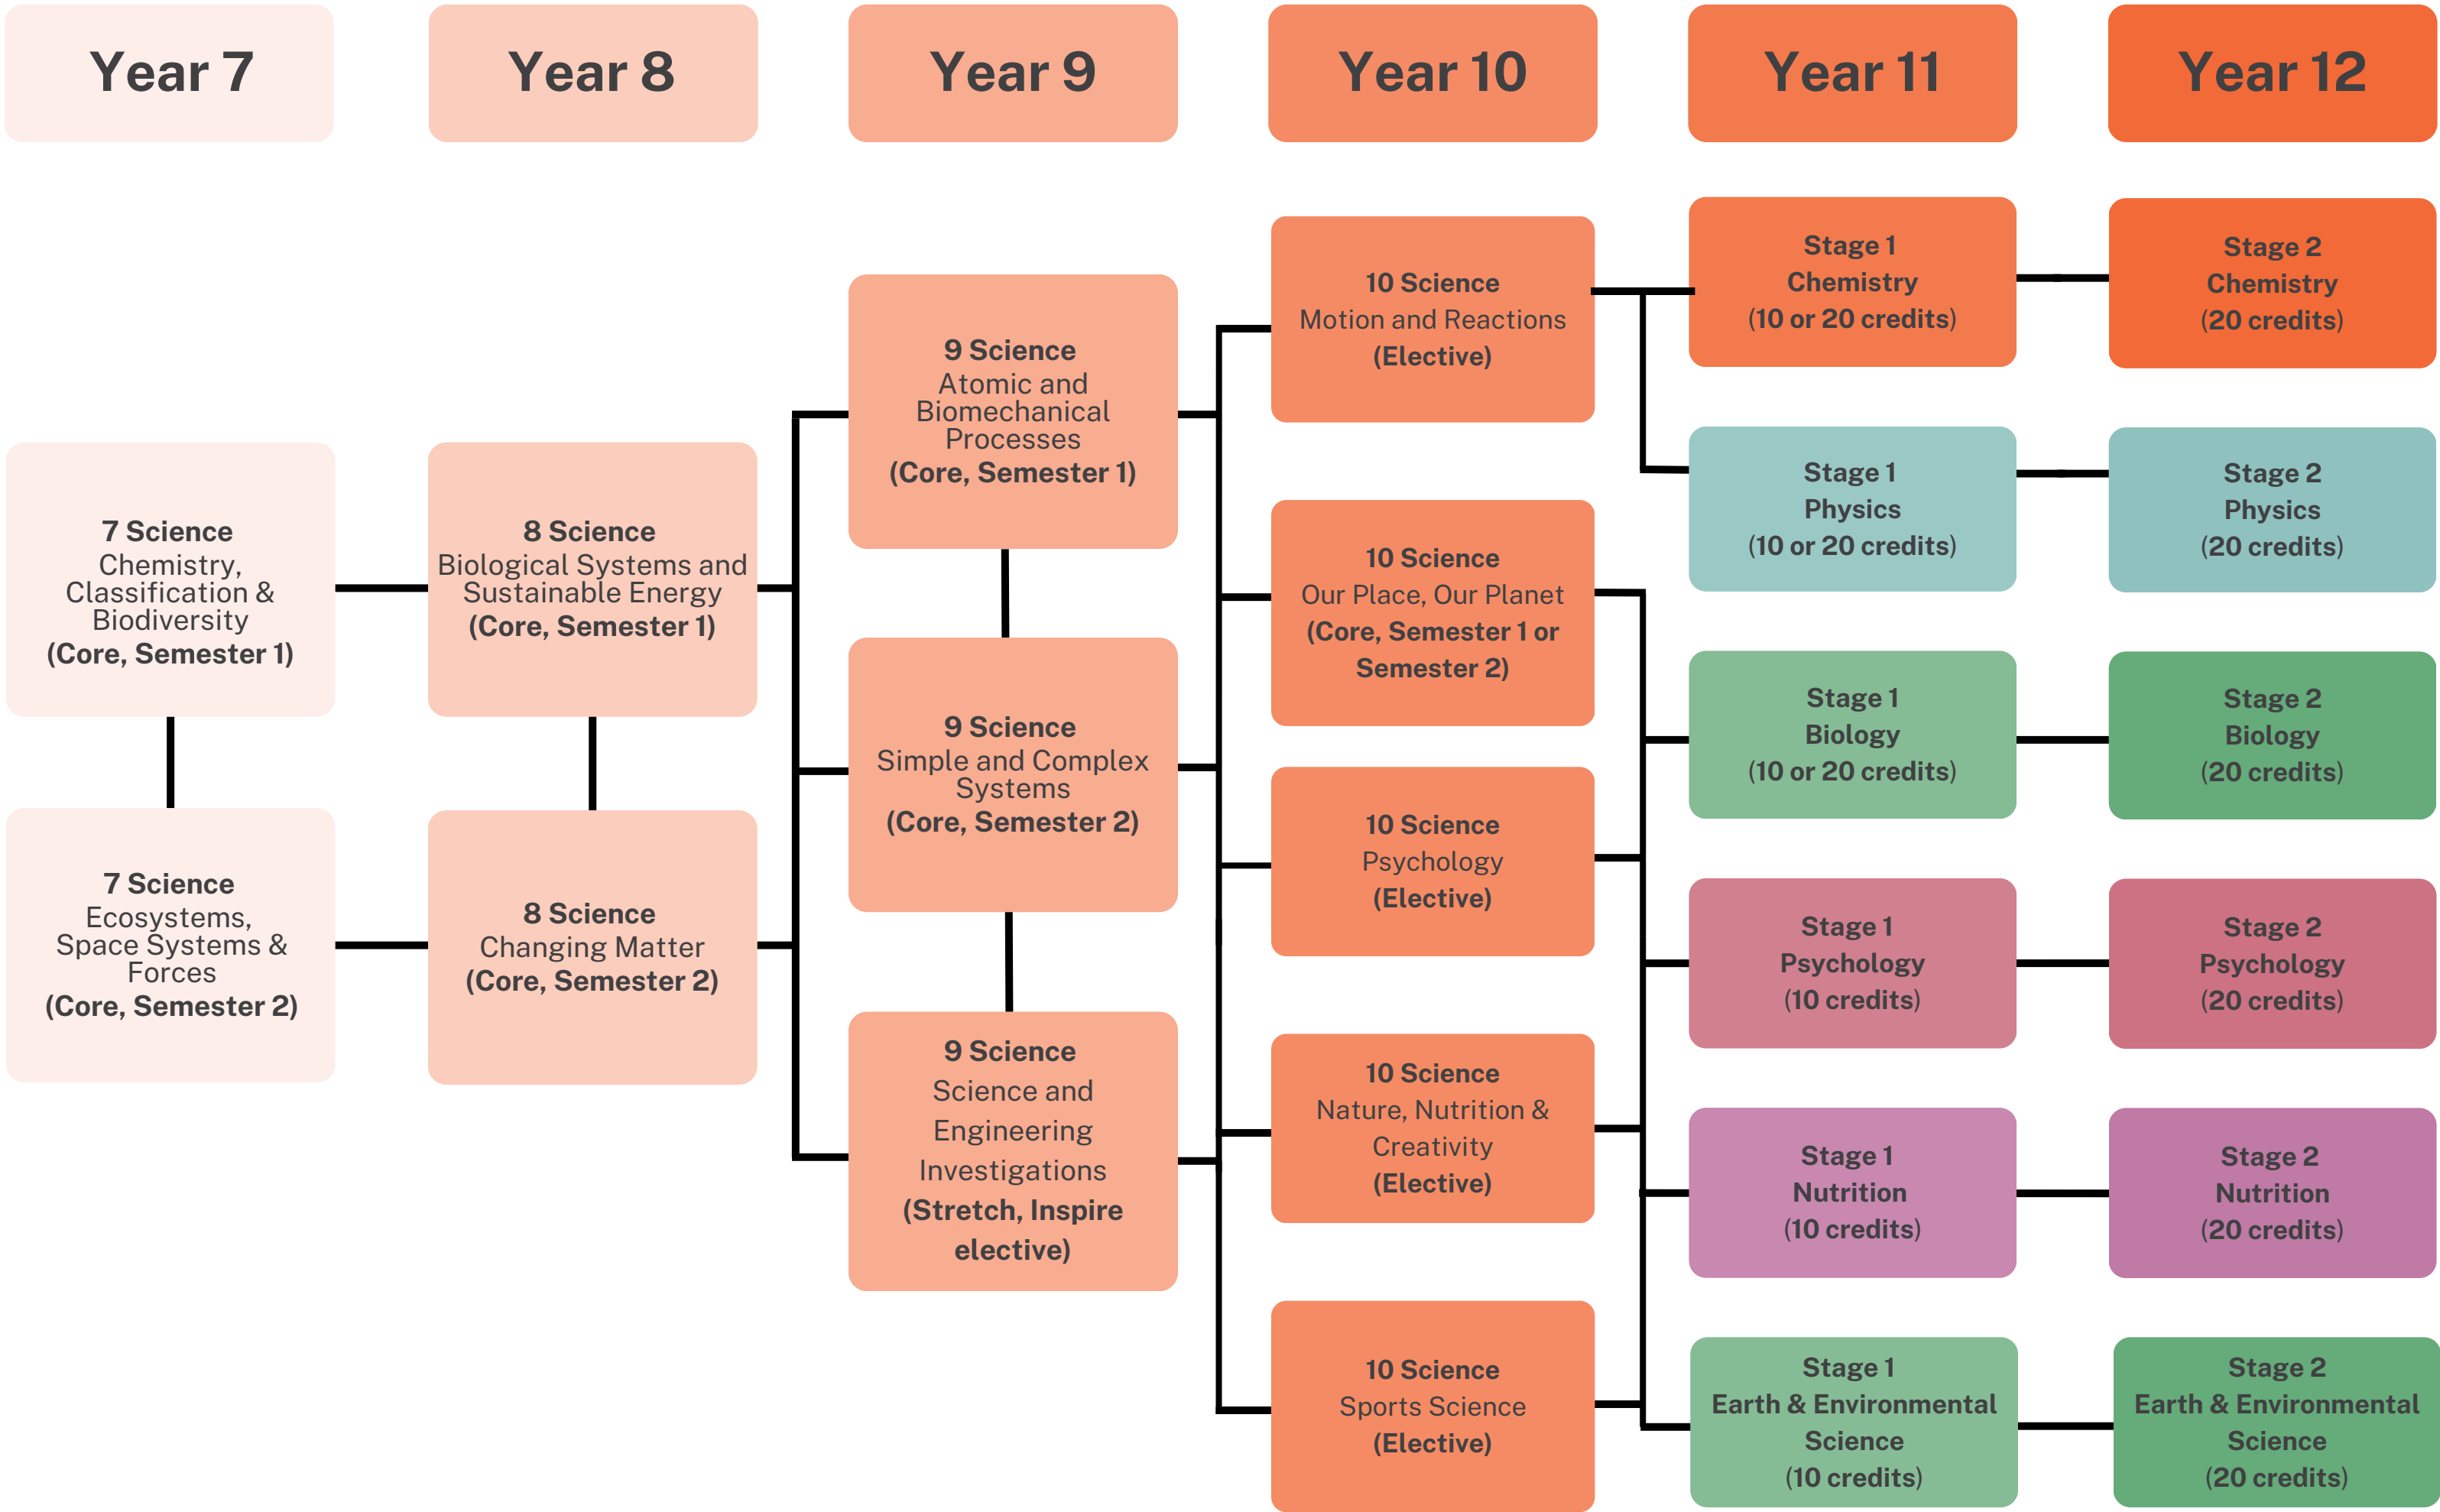 Year 7
Year 8
Year 9
Year 10
Year 11
Year 12
7 Science
Chemistry,
Classification &
Biodiversity
(Core, Semester 1)
7 Science
Ecosystems,
Space Systems &
Forces
(Core, Semester 2)
8 Science
Biological Systems and
Sustainable Energy
(Core, Semester 1)
8 Science
Changing Matter
(Core, Semester 2)
9 Science
Atomic and
Biomechanical
Processes
(Core, Semester 1)
9 Science
Simple and Complex
Systems
(Core, Semester 2)
9 Science
Science and
Engineering
Investigations
(Stretch, Inspire
elective)
10 Science
Motion and Reactions
(Elective)
10 Science
Our Place, Our Planet
(Core, Semester 1 or
Semester 2)
10 Science
Psychology
(Elective)
10 Science
Nature, Nutrition &
Creativity
(Elective)
10 Science
Sports Science
(Elective)
Stage 1
Chemistry
(10 or 20 credits)
Stage 1
Physics
(10 or 20 credits)
Stage 1
Biology
(10 or 20 credits)
Stage 1
Psychology
(10 credits)
Stage 1
Nutrition
(10 credits)
Stage 1
Earth & Environmental
Science
(10 credits)
Stage 2
Chemistry
(20 credits)
Stage 2
Physics
(20 credits)
Stage 2
Biology
(20 credits)
Stage 2
Psychology
(20 credits)
Stage 2
Nutrition
(20 credits)
Stage 2
Earth & Environmental
Science
(20 credits)